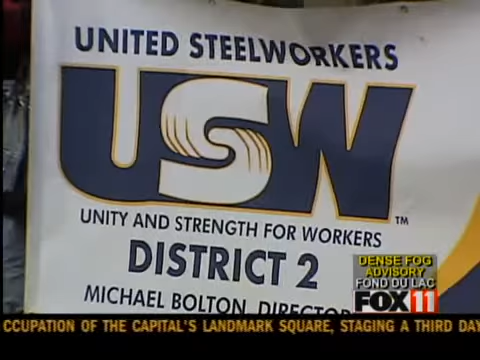 UNITED STEELWORKERS
USW
TM
UNITY AND STRENGTH FOR WORKERS
DISTRICT 2
MICHAEL BOLTON, DIRECTOR
DENSE FOG
ADVISORY
FOND DU LAC
FOX 11
CCUPATION OF THE CAPITAL'S LANDMARK SQUARE, STAGING A THIRD DAY